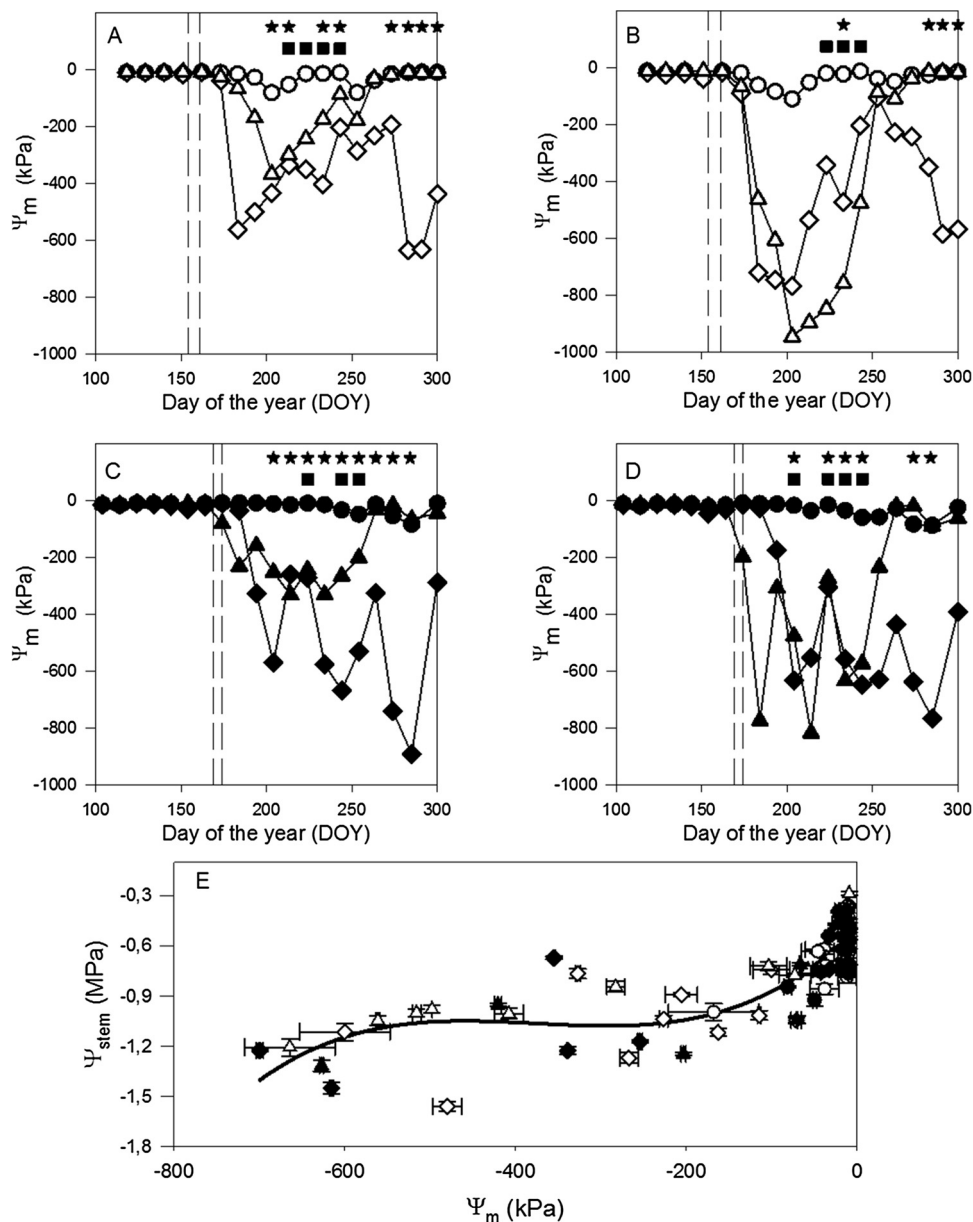 A
0
-200
-400
-600
-800
-1000
Ψm (kPa)
100 150 200 250 300
Day of the year (DOY)
B
0
-200
-400
-600
-800
-1000
Ψm (kPa)
100 150 200 250 300
Day of the year (DOY)
C
0
-200
-400
-600
-800
-1000
Ψm (kPa)
100 150 200 250 300
Day of the year (DOY)
D
0
-200
-400
-600
-800
-1000
Ψm (kPa)
100 150 200 250 300
Day of the year (DOY)
E
-0,3
-0,6
-0,9
-1,2
-1,5
-1,8
Ψstem (MPa)
-800 -600 -400 -200 0
Ψm (kPa)